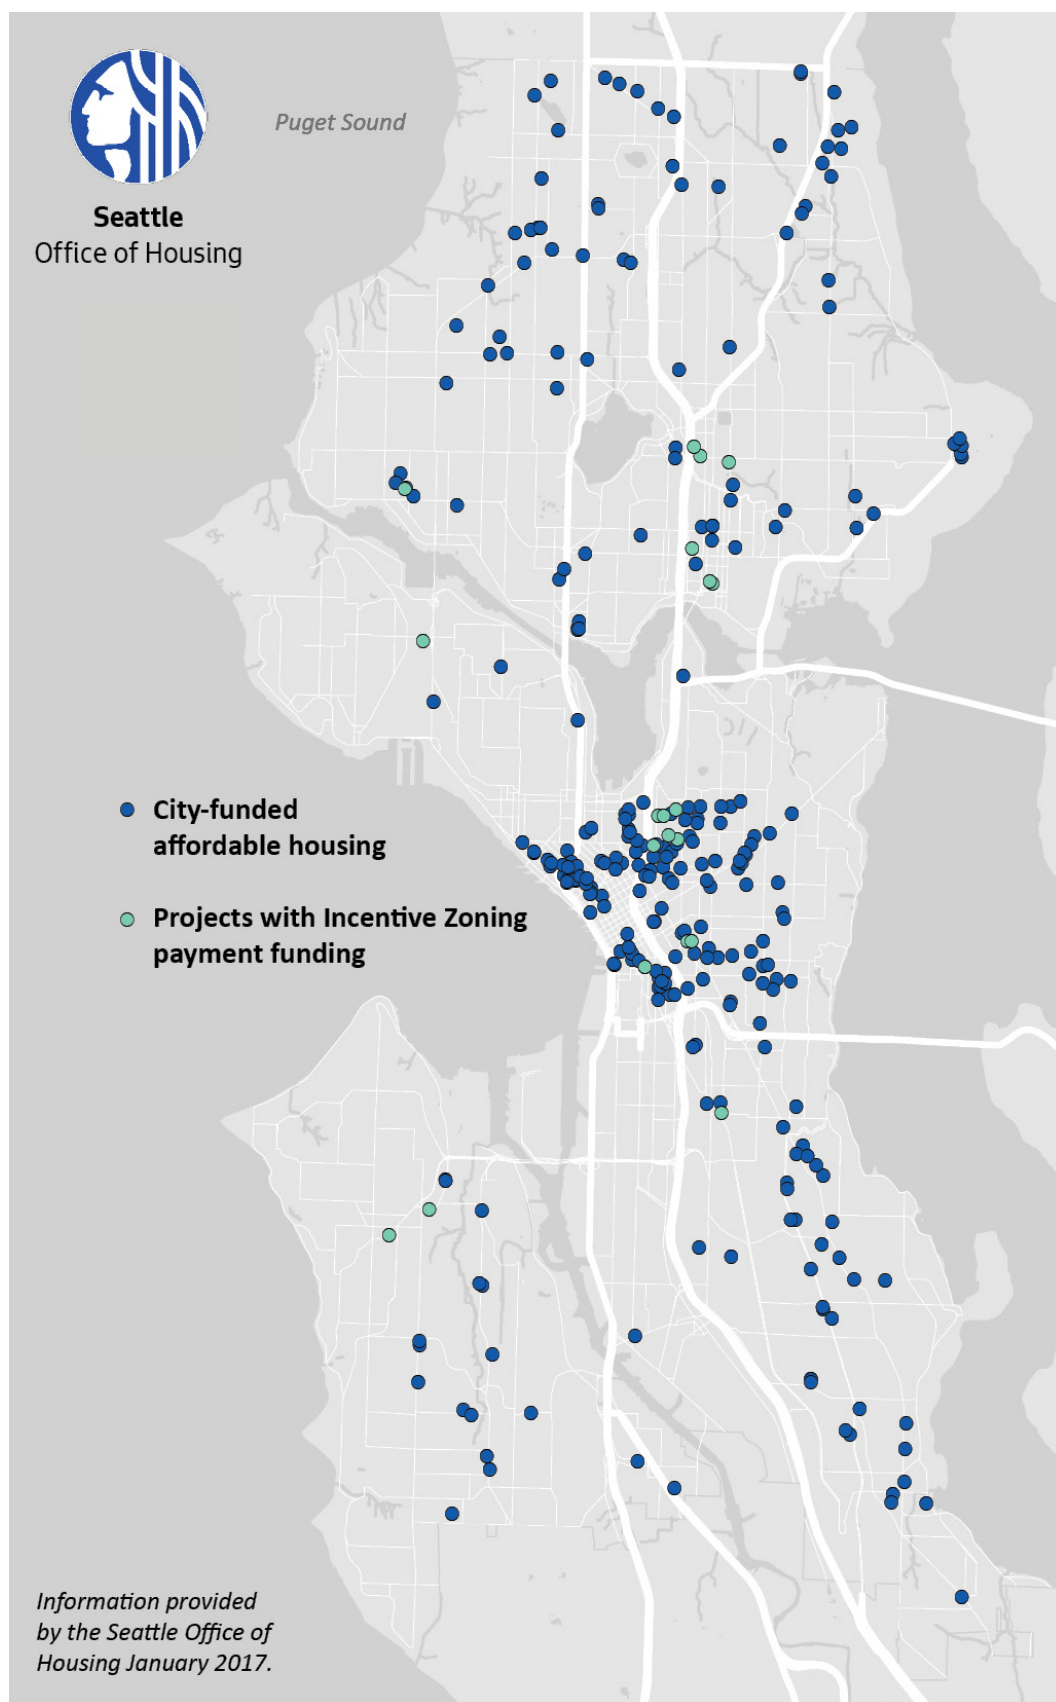 Puget Sound
Seattle
Office of Housing
City-funded
affordable housing
Projects with Incentive Zoning
payment funding
Information provided
by the Seattle Office of
Housing January 2017.